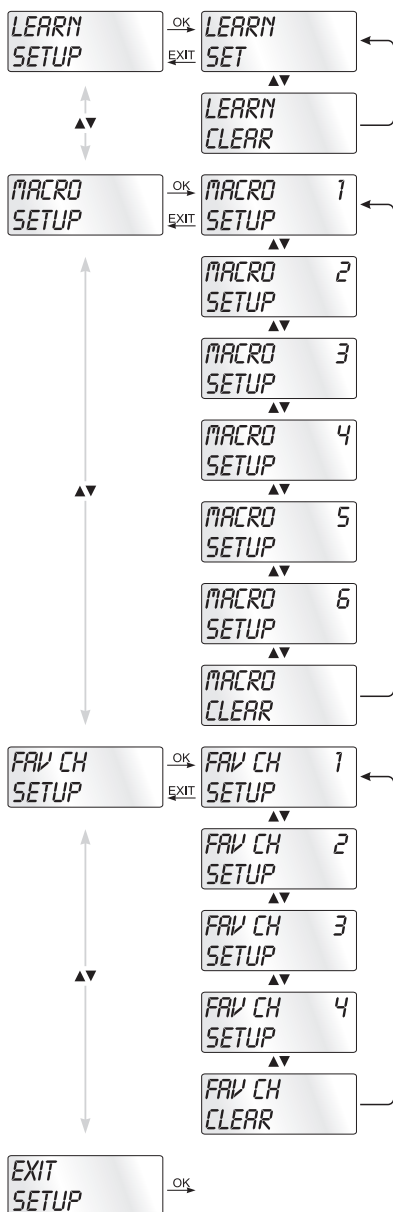 LEARN OK LEARN
SETUP EXIT SET
▲▼
▲▼ LEARN
CLEAR
MACRO OK MACRO 1
SETUP EXIT SETUP
▲▼
MACRO 2
SETUP
▲▼
MACRO 3
SETUP
▲▼
MACRO 4
SETUP
▲▼ ▲▼
MACRO 5
SETUP
▲▼
MACRO 6
SETUP
▲▼
MACRO
CLEAR
FAV CH OK FAV CH 1
SETUP EXIT SETUP
▲▼
FAV CH 2
SETUP
▲▼
FAV CH 3
▲▼ SETUP
▲▼
FAV CH 4
SETUP
▲▼
FAV CH
CLEAR
EXIT OK
SETUP